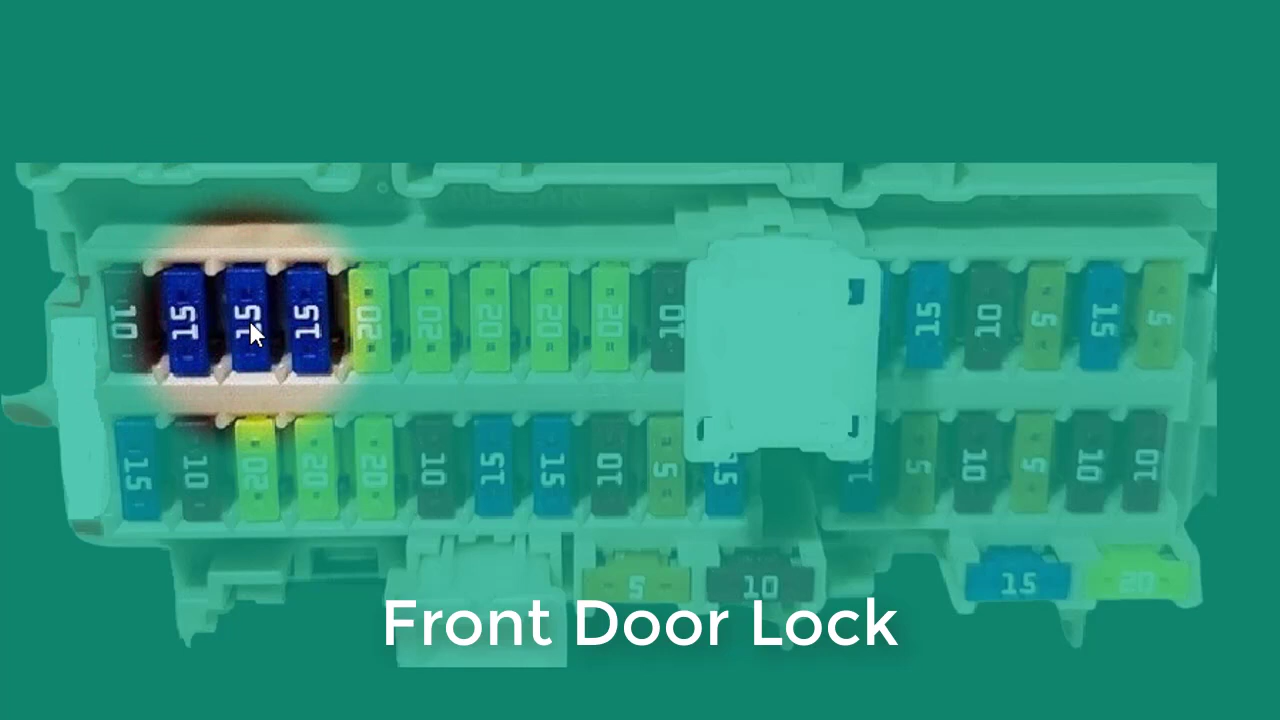 10 15 15 15 20 20 20 20 20 10 15 10 5 15 5
15 10 20 20 20 10 15 15 10 5 15 5 10 5 10 10
5 10 15 20
Front Door Lock